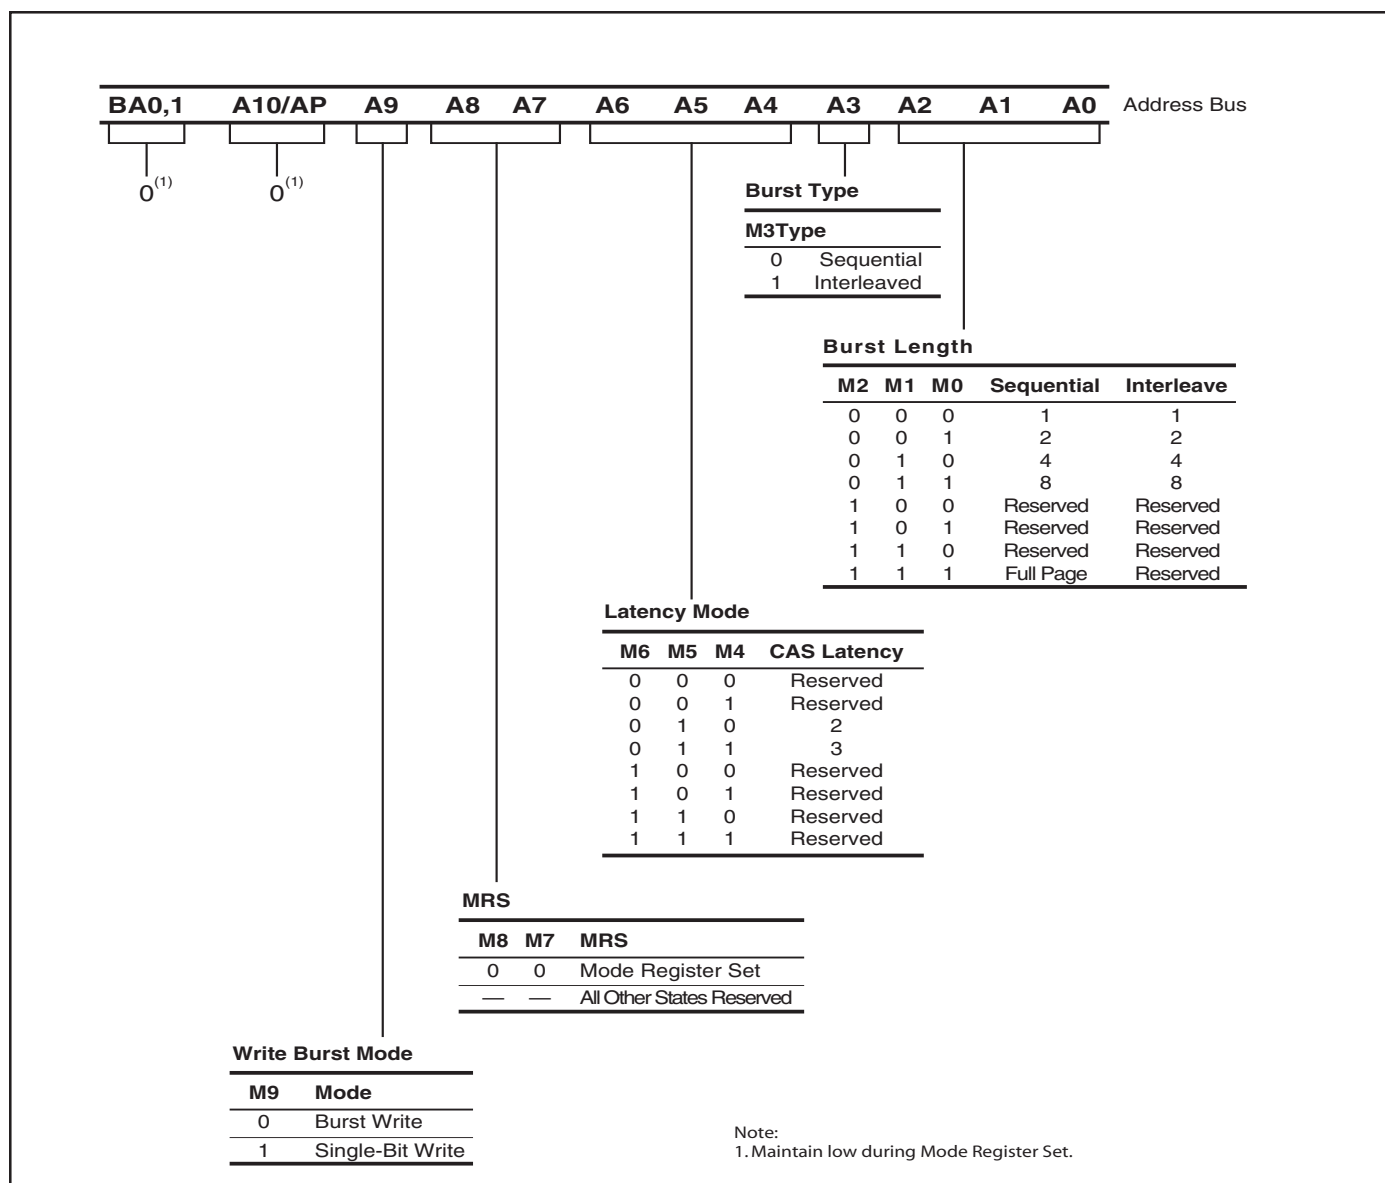 BA0,1 A10/AP A9 A8 A7 A6 A5 A4 A3 A2 A1 A0 Address Bus
0(1) 0(1)
Burst Type
M3Type
0 Sequential
1 Interleaved
Burst Length
M2 M1 M0 Sequential Interleave
0 0 0 1 1
0 0 1 2 2
0 1 0 4 4
0 1 1 8 8
1 0 0 Reserved Reserved
1 0 1 Reserved Reserved
1 1 0 Reserved Reserved
1 1 1 Full Page Reserved
Latency Mode
M6 M5 M4 CAS Latency
0 0 0 Reserved
0 0 1 Reserved
0 1 0 2
0 1 1 3
1 0 0 Reserved
1 0 1 Reserved
1 1 0 Reserved
1 1 1 Reserved
MRS
M8 M7 MRS
0 0 Mode Register Set
— — All Other States Reserved
Write Burst Mode
M9 Mode
0 Burst Write
1 Single-Bit Write
Note:
1. Maintain low during Mode Register Set.